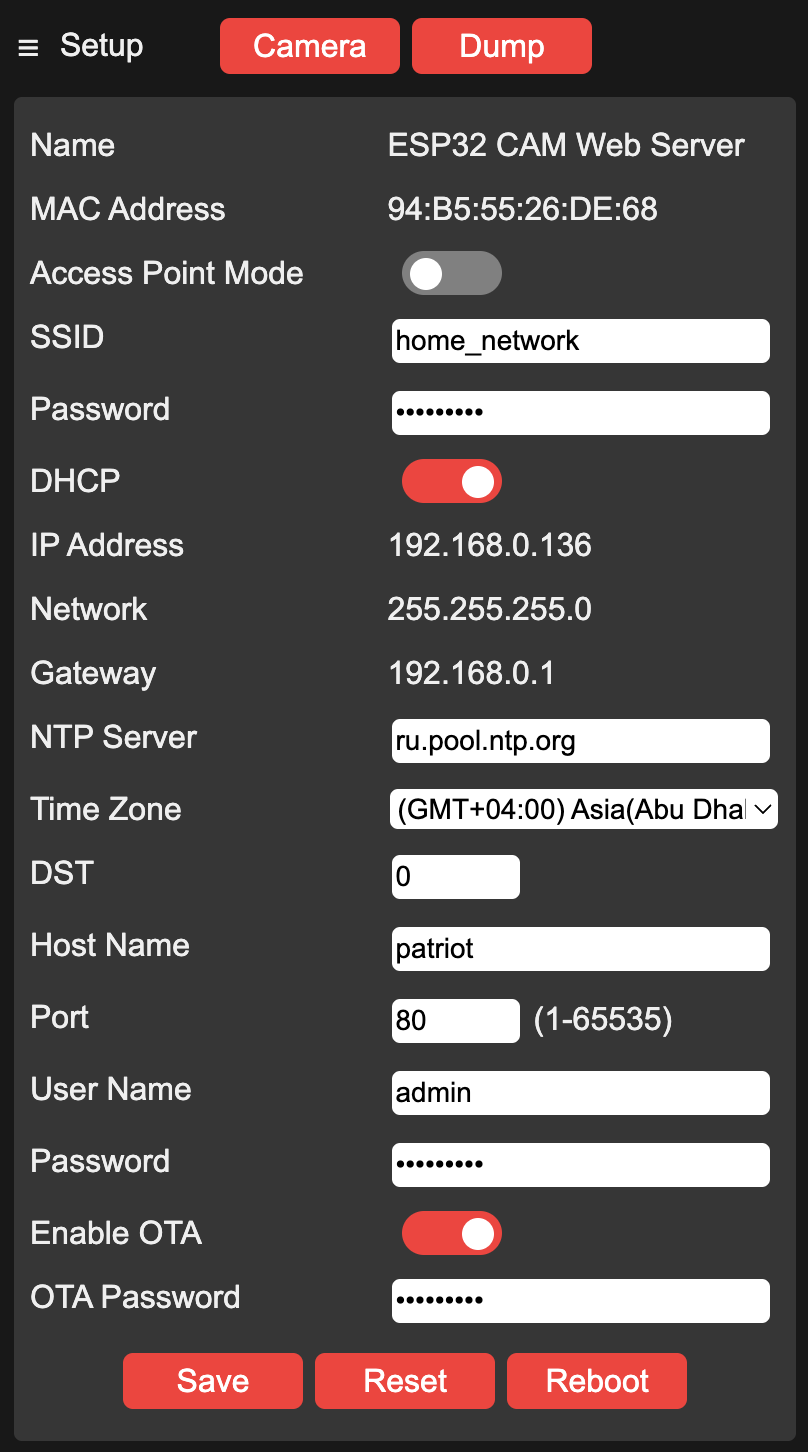 ≡ Setup Camera Dump
Name ESP32 CAM Web Server
MAC Address 94:B5:55:26:DE:68
Access Point Mode
SSID home_network
Password •••••••••
DHCP
IP Address 192.168.0.136
Network 255.255.255.0
Gateway 192.168.0.1
NTP Server ru.pool.ntp.org
Time Zone (GMT+04:00) Asia(Abu Dha
DST 0
Host Name patriot
Port 80 (1-65535)
User Name admin
Password •••••••••
Enable OTA
OTA Password •••••••••
Save Reset Reboot